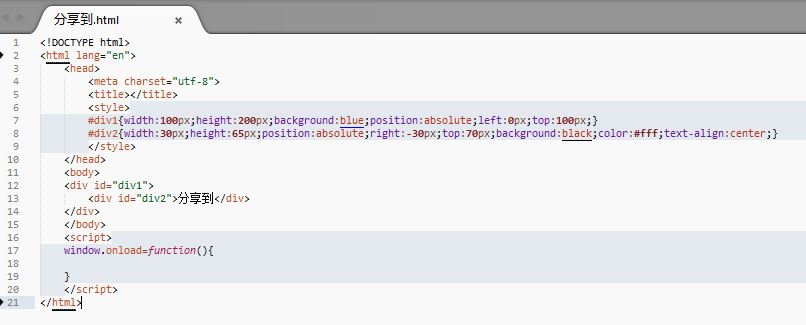 分享到.html ×
1 <!DOCTYPE html>
2 <html lang="en">
3     <head>
4         <meta charset="utf-8">
5         <title></title>
6         <style>
7         #div1{width:100px;height:200px;background:blue;position:absolute;left:0px;top:100px;}
8         #div2{width:30px;height:65px;position:absolute;right:-30px;top:70px;background:black;color:#fff;text-align:center;}
9         </style>
10     </head>
11     <body>
12     <div id="div1">
13         <div id="div2">分享到</div>
14     </div>
15     </body>
16     <script>
17     window.onload=function(){
18
19     }
20     </script>
21 </html>